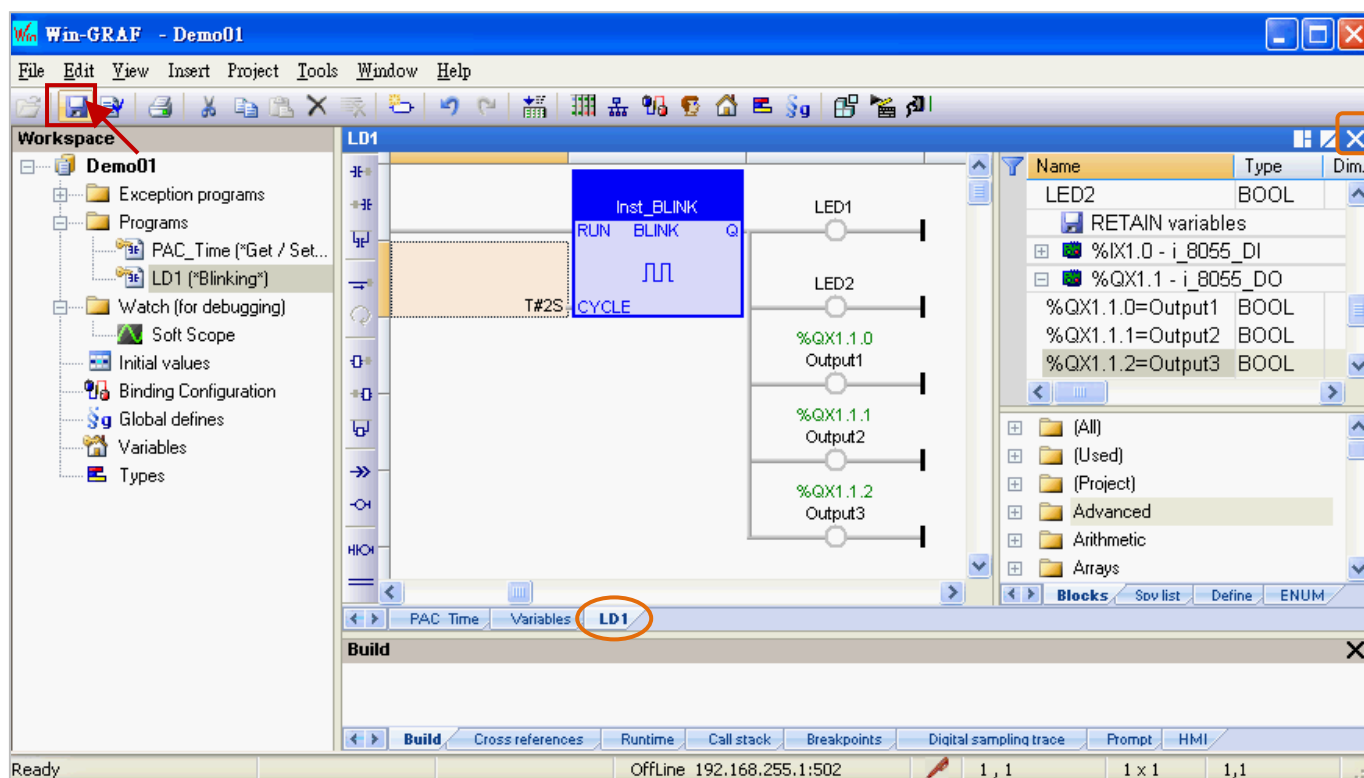 Win Win-GRAF - Demo01
File Edit View Insert Project Tools Window Help
Workspace
Demo01
Exception programs
Programs
PAC_Time (*Get / Set...
LD1 (*Blinking*)
Watch (for debugging)
Soft Scope
Initial values
Binding Configuration
Global defines
Variables
Types
LD1
Inst_BLINK
RUN BLINK Q
T#2S CYCLE
LED1
LED2
%QX1.1.0
Output1
%QX1.1.1
Output2
%QX1.1.2
Output3
Name Type Dim.
LED2 BOOL
RETAIN variables
%IX1.0 - i_8055_DI
%QX1.1 - i_8055_DO
%QX1.1.0=Output1 BOOL
%QX1.1.1=Output2 BOOL
%QX1.1.2=Output3 BOOL
(All)
(Used)
(Project)
Advanced
Arithmetic
Arrays
Blocks Spy list Define ENUM
PAC Time Variables LD1
Build
Build Cross references Runtime Call stack Breakpoints Digital sampling trace Prompt HMI
Ready OffLine 192.168.255.1:502 1 , 1 1 x 1 1,1